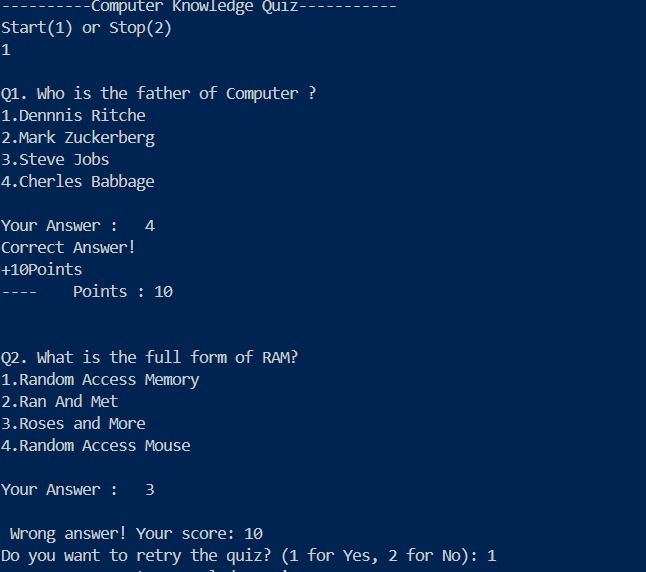 ----------Computer Knowledge Quiz-----------
Start(1) or Stop(2)
1
Q1. Who is the father of Computer ?
1.Dennnis Ritche
2.Mark Zuckerberg
3.Steve Jobs
4.Cherles Babbage
Your Answer :   4
Correct Answer!
+10Points
----    Points : 10
Q2. What is the full form of RAM?
1.Random Access Memory
2.Ran And Met
3.Roses and More
4.Random Access Mouse
Your Answer :   3
Wrong answer! Your score: 10
Do you want to retry the quiz? (1 for Yes, 2 for No): 1